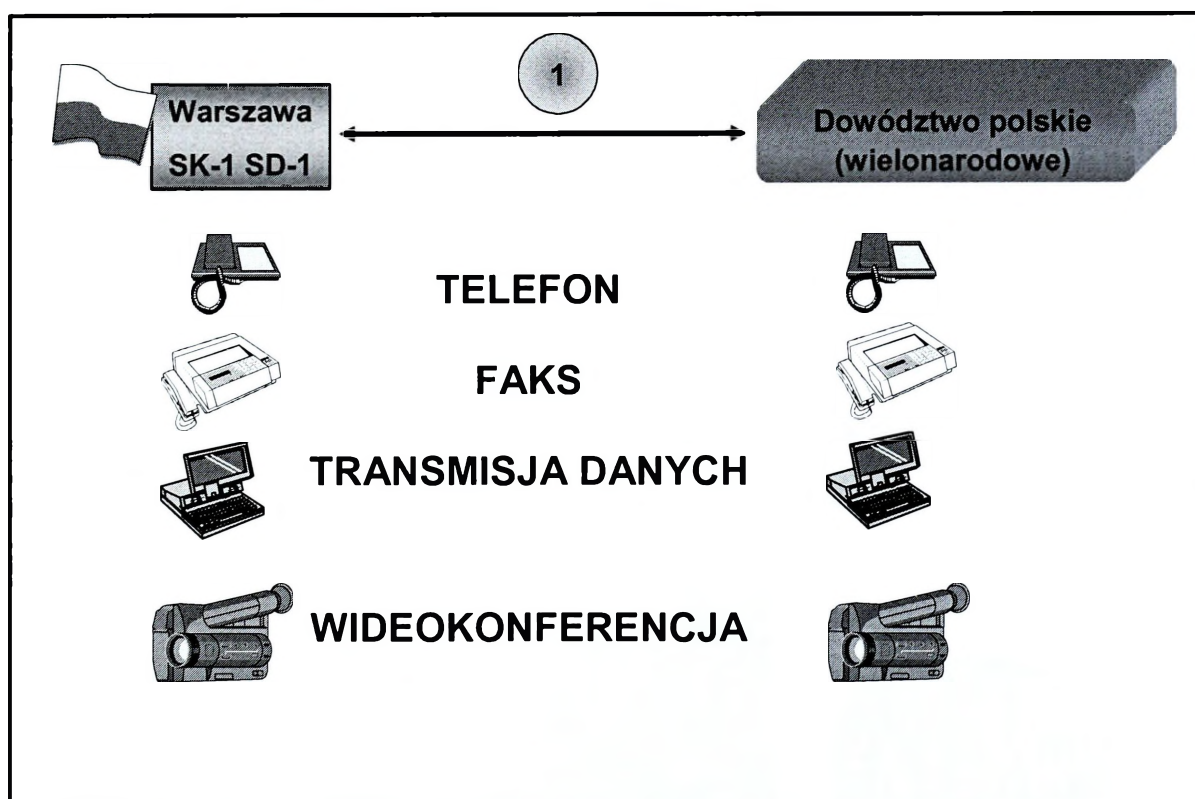 1
Warszawa
SK-1 SD-1
Dowództwo polskie
(wielonarodowe)
TELEFON
FAKS
TRANSMISJA DANYCH
WIDEOKONFERENCJA